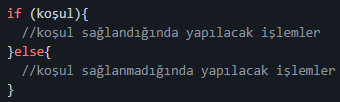 if (koşul){
  //koşul sağlandığında yapılacak işlemler
}else{
  //koşul sağlanmadığında yapılacak işlemler
}